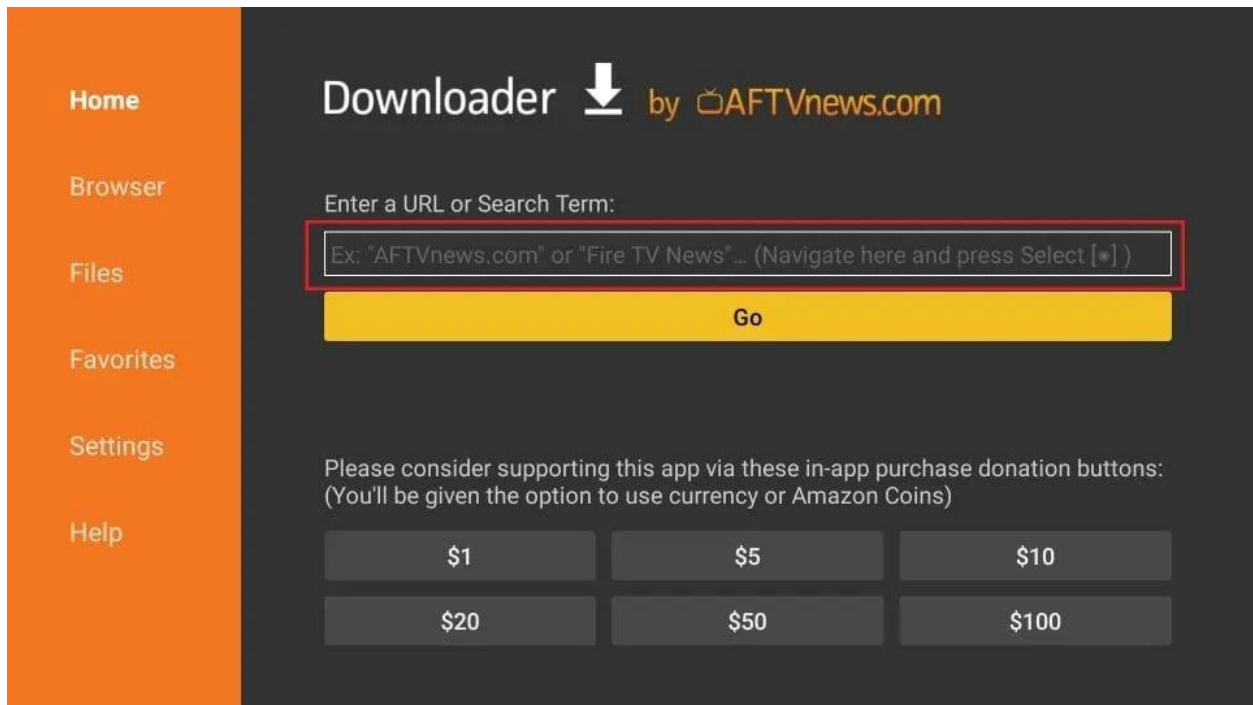 Home
Browser
Files
Favorites
Settings
Help
Downloader by AFTVnews.com
Enter a URL or Search Term:
Ex: "AFTVnews.com" or "Fire TV News"... (Navigate here and press Select [◉] )
Go
Please consider supporting this app via these in-app purchase donation buttons:
(You'll be given the option to use currency or Amazon Coins)
$1 $5 $10
$20 $50 $100